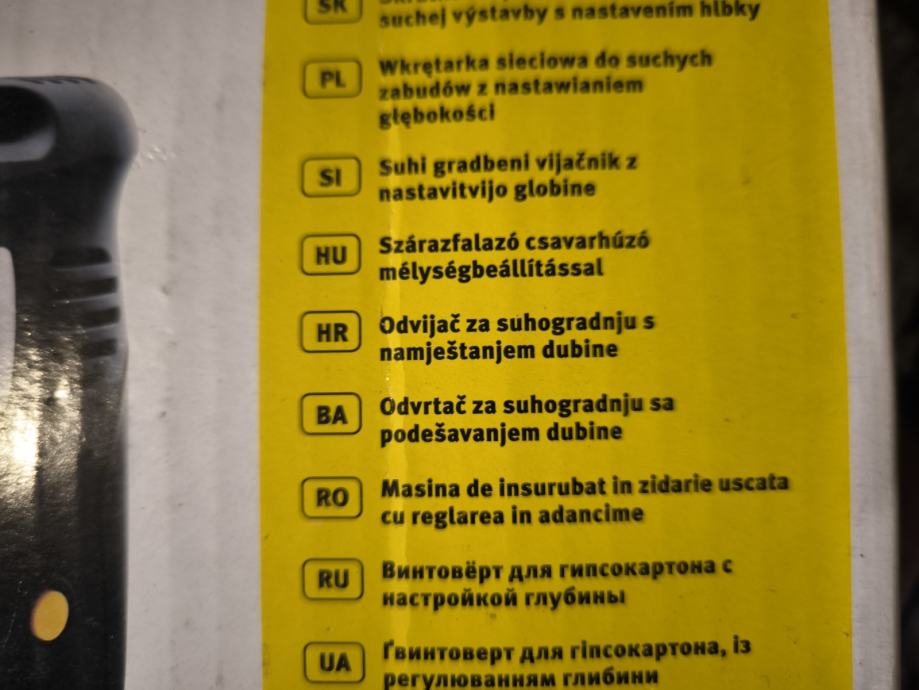 SK
suchej výstavby s nastavením hĺbky
PL Wkrętarka sieciowa do suchych
zabudów z nastawianiem
głębokości
SI Suhi gradbeni vijačnik z
nastavitvijo globine
HU Szárazfalazó csavarhúzó
mélységbeállítással
HR Odvijač za suhogradnju s
namještanjem dubine
BA Odvrtač za suhogradnju sa
podešavanjem dubine
RO Masina de insurubat in zidarie uscata
cu reglarea in adancime
RU Винтовёрт для гипсокартона с
настройкой глубины
UA Ґвинтоверт для гіпсокартона, із
регулюванням глибини